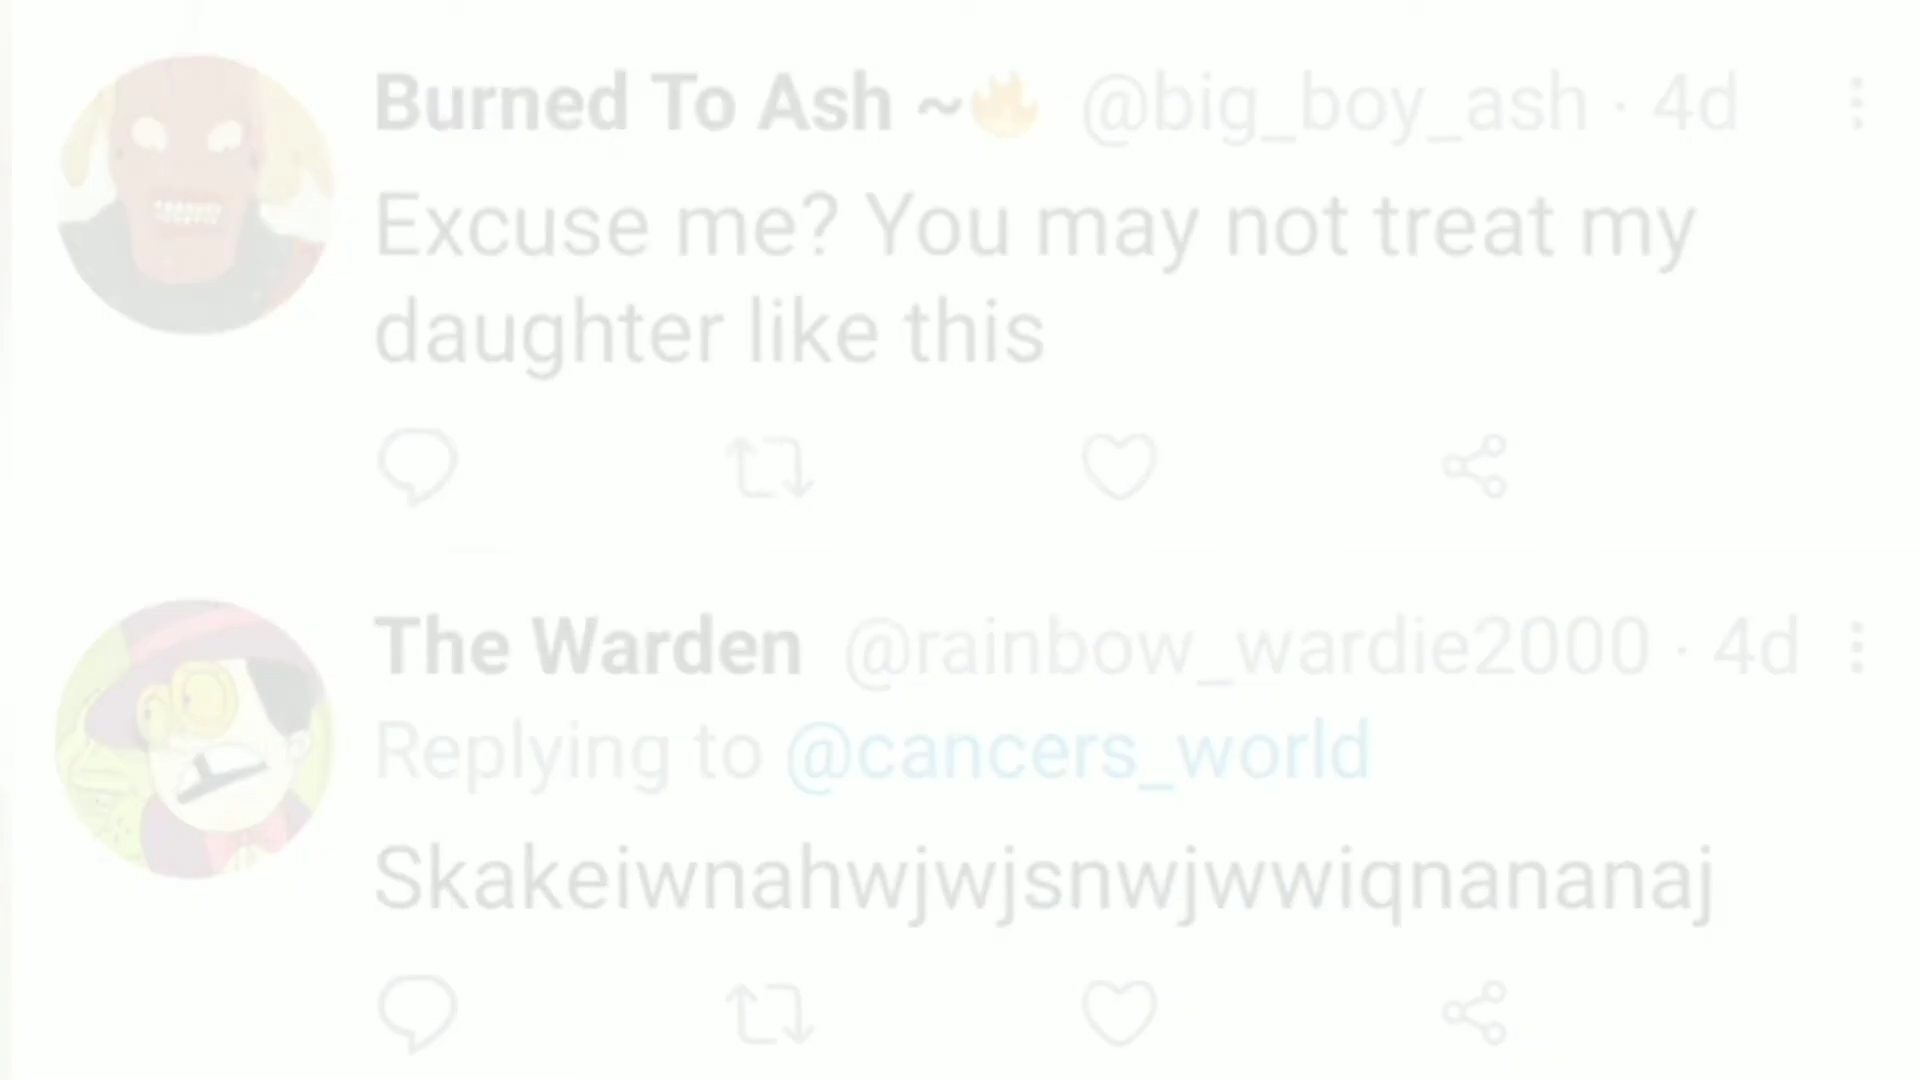 Burned To Ash ~🔥 @big_boy_ash · 4d
Excuse me? You may not treat my
daughter like this
The Warden @rainbow_wardie2000 · 4d
Replying to @cancers_world
Skakeiwnahwjwjsnwjwwiqnananaj